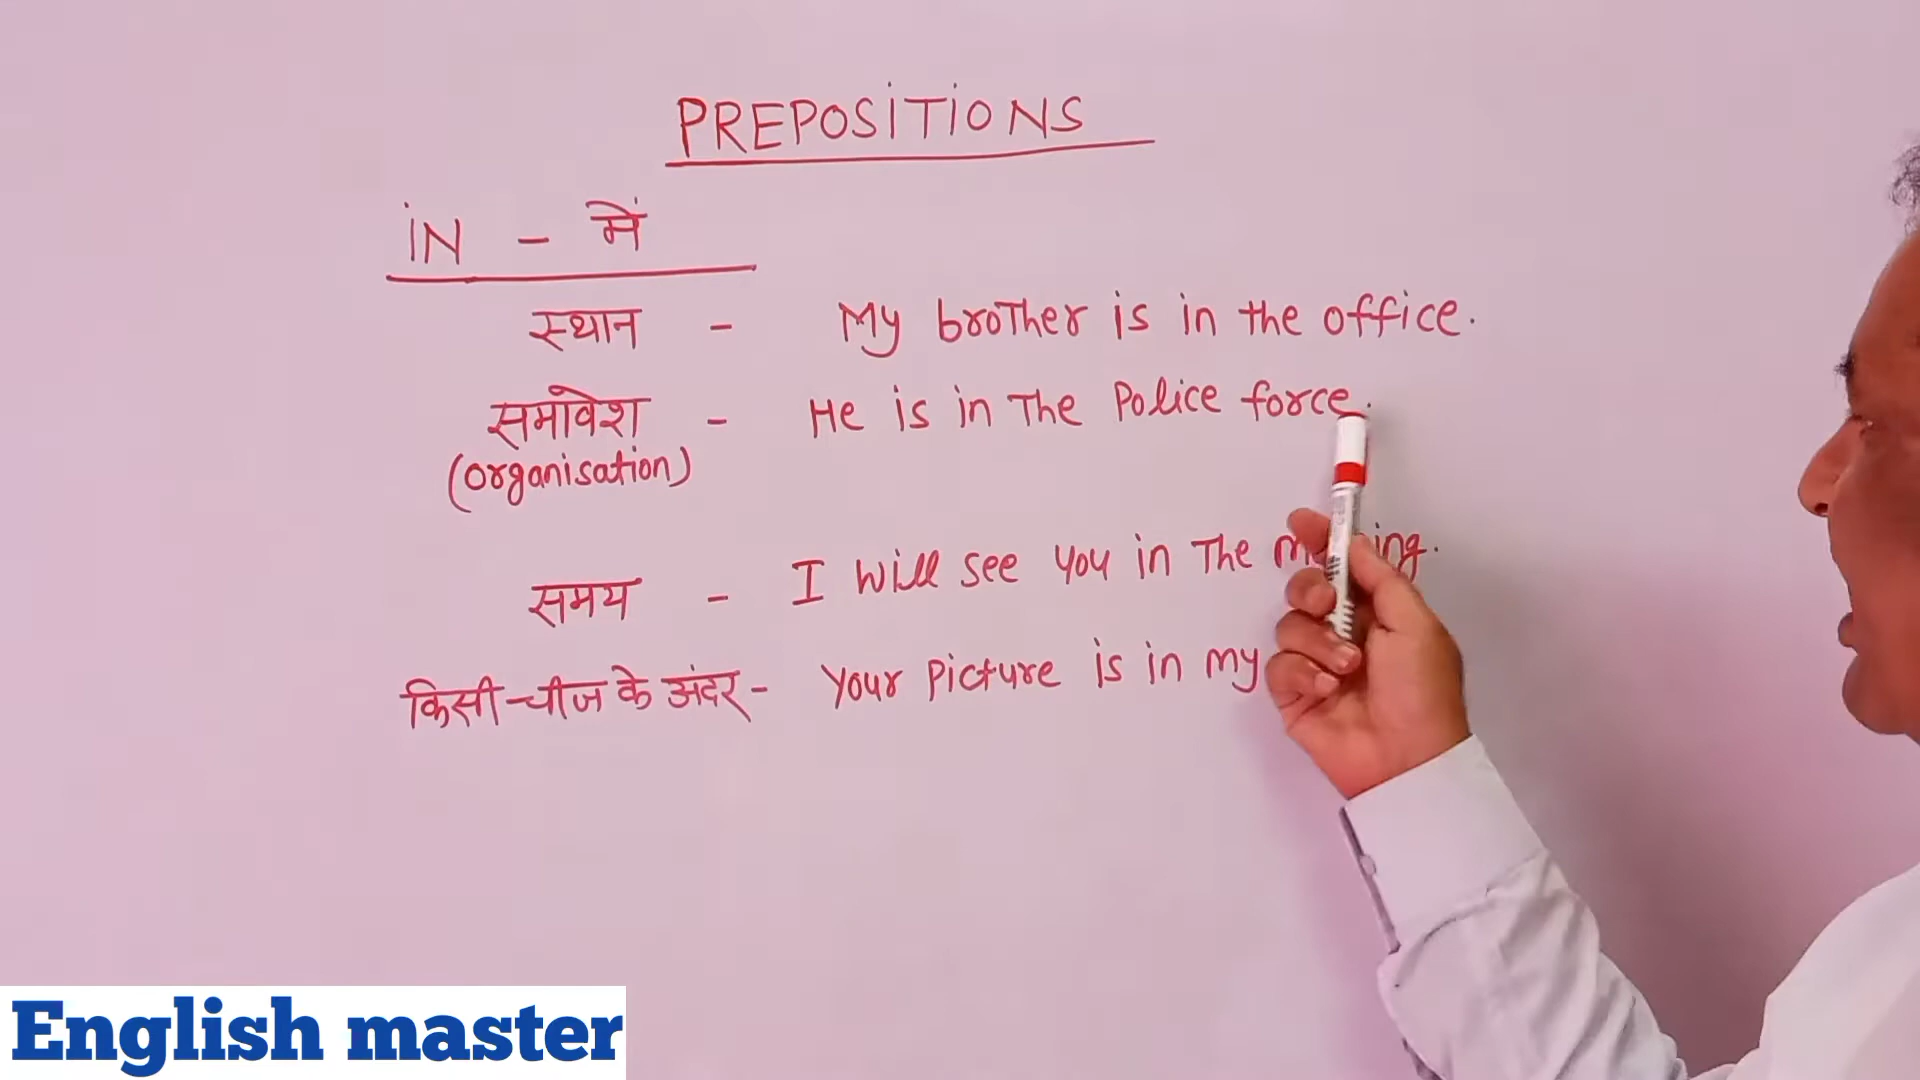 PREPOSITIONS
IN - में
स्थान - My brother is in the office.
समावेश - He is in The Police force.
(organisation)
समय - I will see you in The
किसी चीज के अंदर - Your Picture is in my
English master